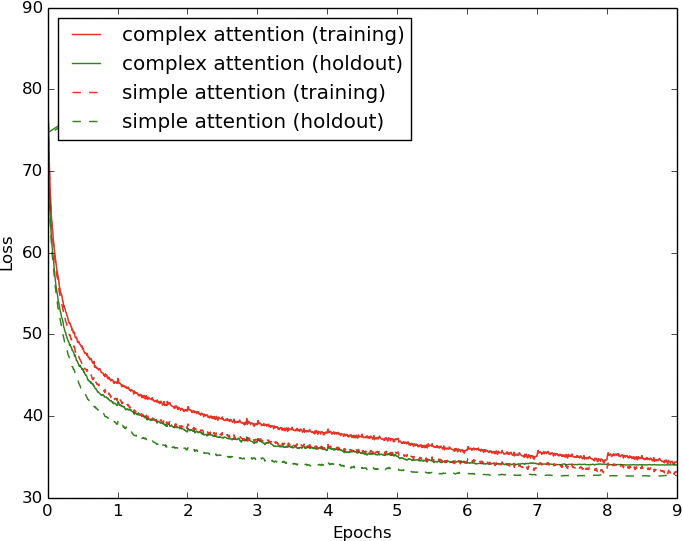 90
80
70
60
50
40
30
Loss
complex attention (training)
complex attention (holdout)
simple attention (training)
simple attention (holdout)
0 1 2 3 4 5 6 7 8 9
Epochs